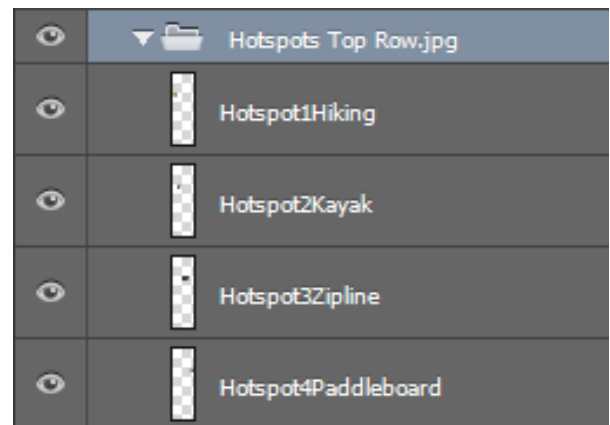 Hotspots Top Row.jpg
Hotspot1Hiking
Hotspot2Kayak
Hotspot3Zipline
Hotspot4Paddleboard